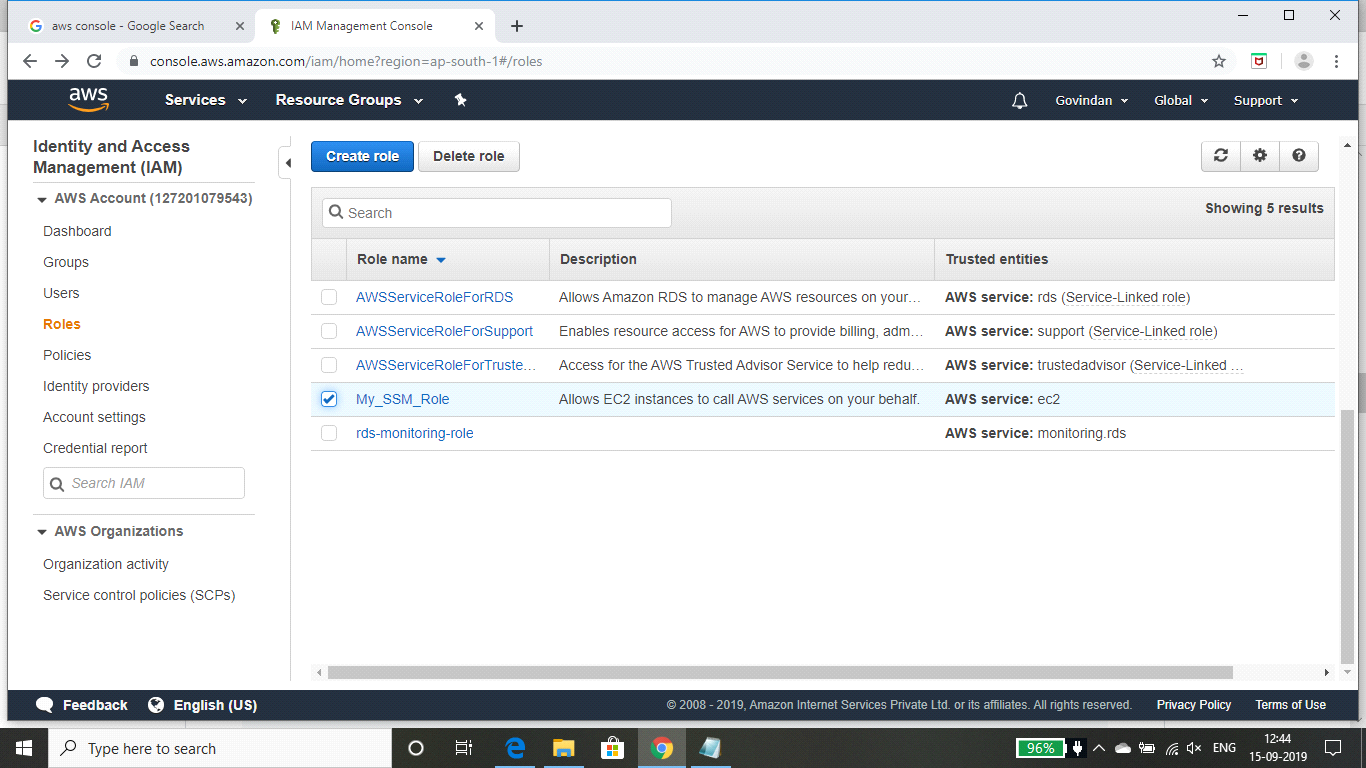 aws console - Google Search
IAM Management Console
console.aws.amazon.com/iam/home?region=ap-south-1#/roles
aws
Services
Resource Groups
Govindan
Global
Support
Identity and Access
Management (IAM)
AWS Account (127201079543)
Dashboard
Groups
Users
Roles
Policies
Identity providers
Account settings
Credential report
Search IAM
AWS Organizations
Organization activity
Service control policies (SCPs)
Create role
Delete role
Search
Showing 5 results
Role name Description Trusted entities
AWSServiceRoleForRDS Allows Amazon RDS to manage AWS resources on your... AWS service: rds (Service-Linked role)
AWSServiceRoleForSupport Enables resource access for AWS to provide billing, adm... AWS service: support (Service-Linked role)
AWSServiceRoleForTruste... Access for the AWS Trusted Advisor Service to help redu... AWS service: trustedadvisor (Service-Linked ...
My_SSM_Role Allows EC2 instances to call AWS services on your behalf. AWS service: ec2
rds-monitoring-role AWS service: monitoring.rds
Feedback
English (US)
© 2008 - 2019, Amazon Internet Services Private Ltd. or its affiliates. All rights reserved.
Privacy Policy
Terms of Use
Type here to search
96%
ENG
12:44
15-09-2019